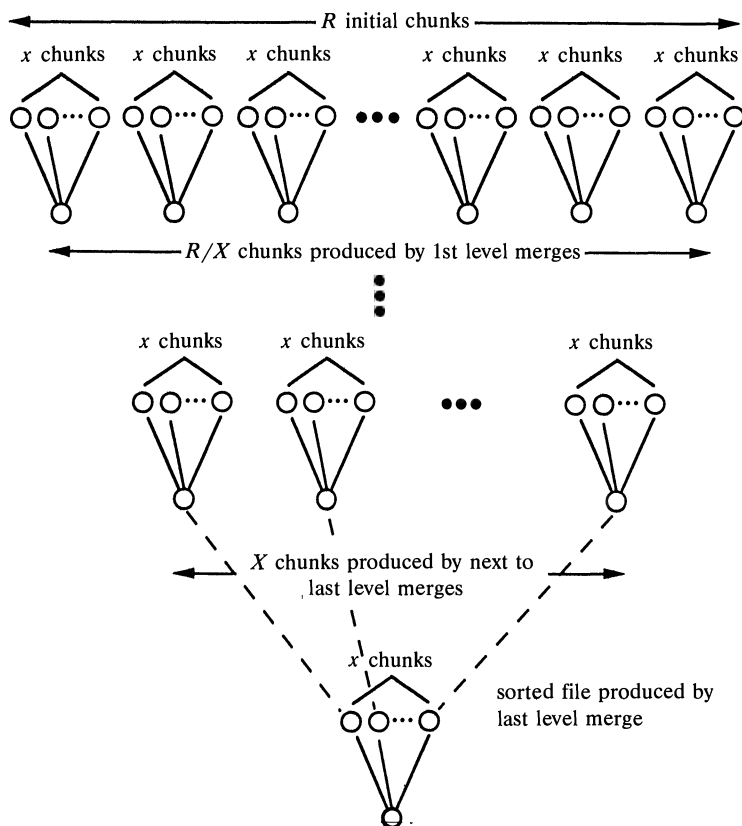 R initial chunks
x chunks x chunks x chunks x chunks x chunks x chunks
R/X chunks produced by 1st level merges
x chunks x chunks x chunks
X chunks produced by next to
last level merges
x chunks
sorted file produced by
last level merge